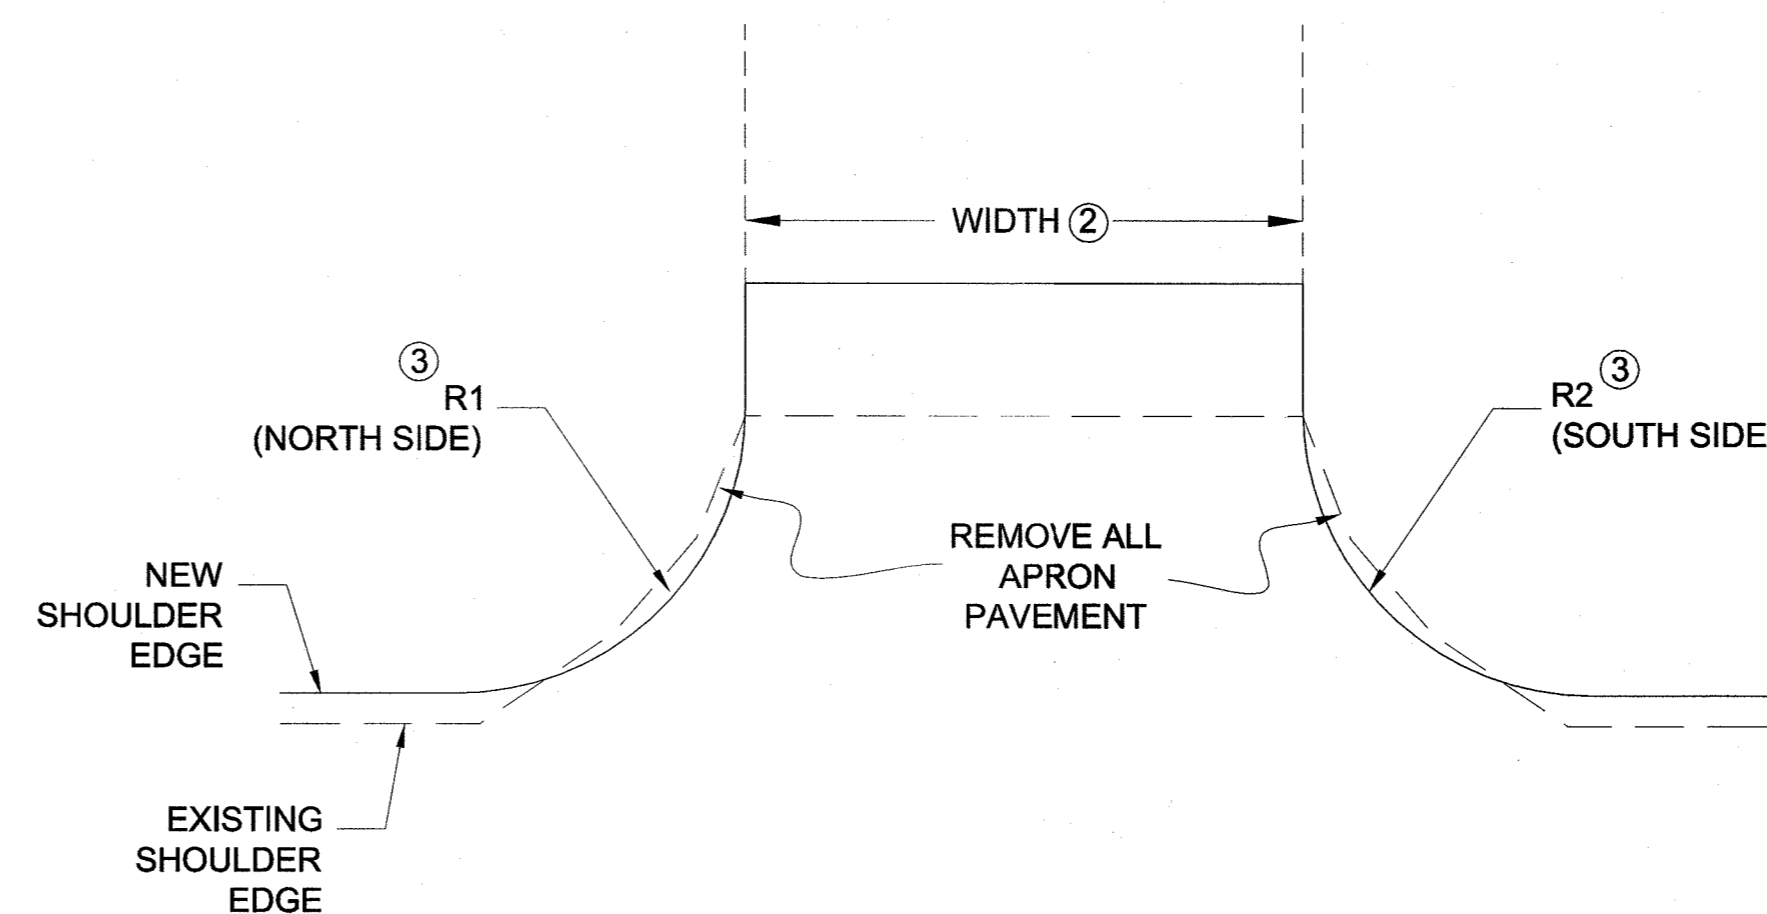 WIDTH ②
③
R1
(NORTH SIDE)
③
R2
(SOUTH SIDE
REMOVE ALL
APRON
PAVEMENT
NEW
SHOULDER
EDGE
EXISTING
SHOULDER
EDGE